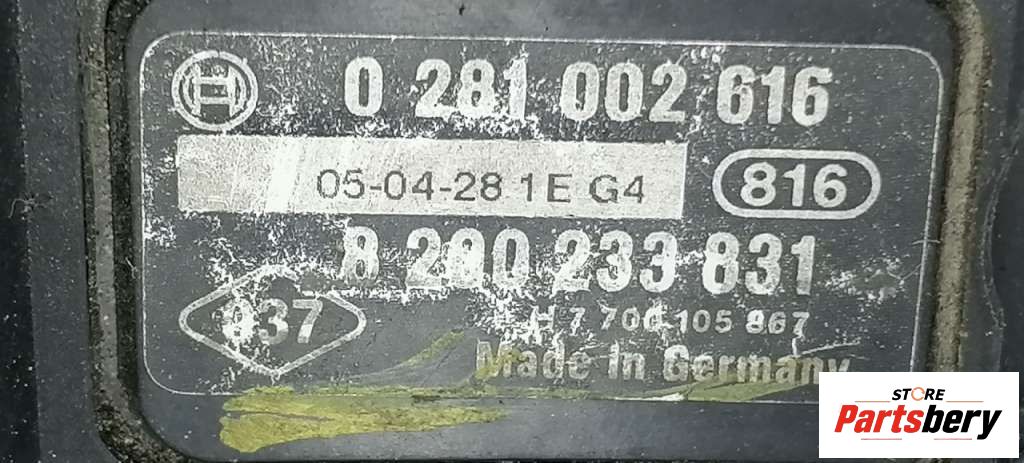 0 281 002 616
05-04-28 1E G4
816
8 200 233 831
037
H 7 700 105 867
Made in Germany
STORE
Partsbery